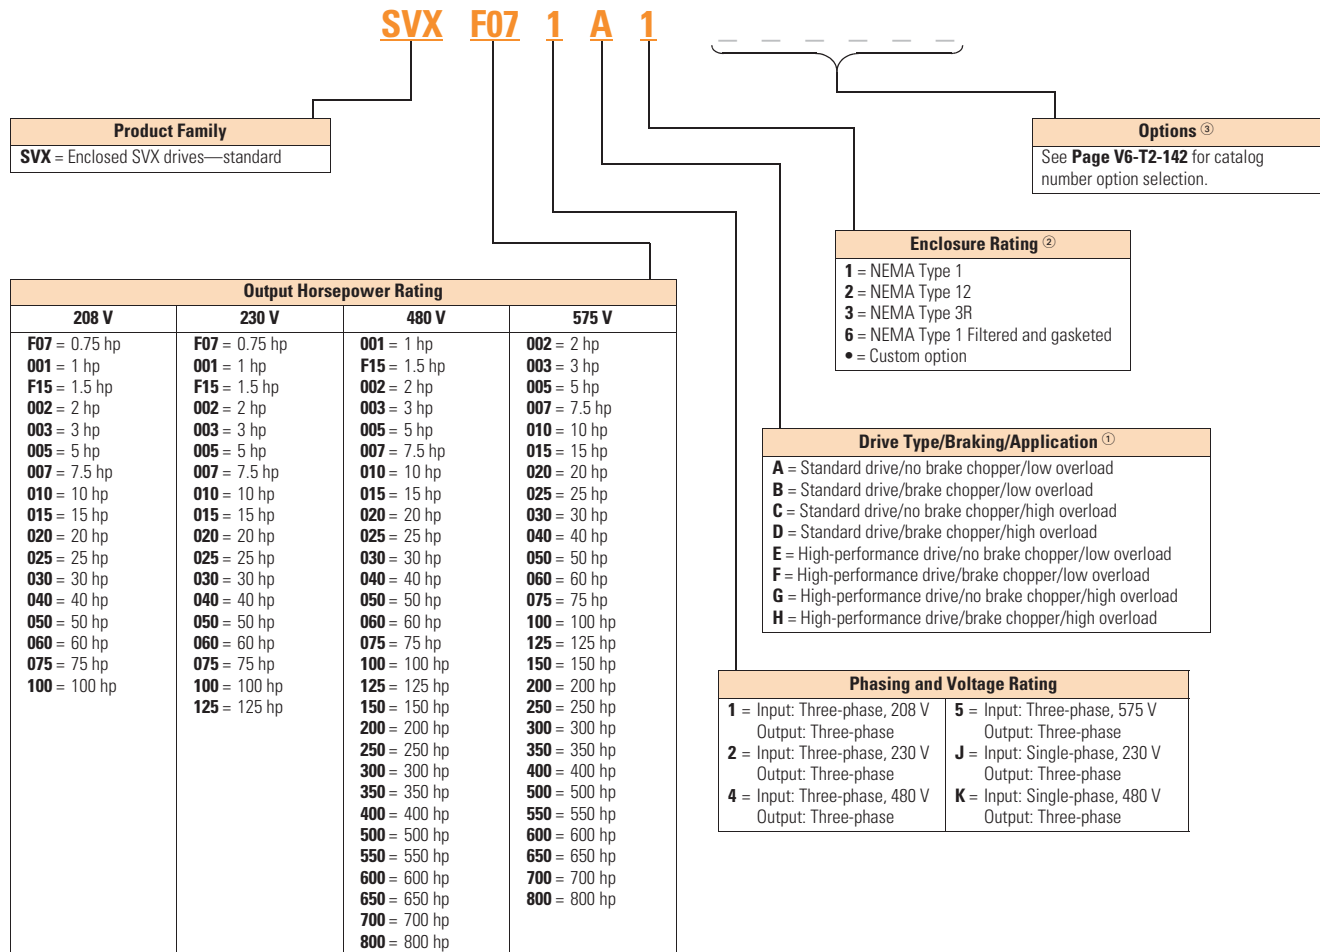 SVX F07 1 A 1 _ _ _ _ _ _
Product Family
SVX = Enclosed SVX drives—standard
Options ③
See Page V6-T2-142 for catalog
number option selection.
Enclosure Rating ②
1 = NEMA Type 1
2 = NEMA Type 12
3 = NEMA Type 3R
6 = NEMA Type 1 Filtered and gasketed
• = Custom option
Output Horsepower Rating
208 V
F07 = 0.75 hp
001 = 1 hp
F15 = 1.5 hp
002 = 2 hp
003 = 3 hp
005 = 5 hp
007 = 7.5 hp
010 = 10 hp
015 = 15 hp
020 = 20 hp
025 = 25 hp
030 = 30 hp
040 = 40 hp
050 = 50 hp
060 = 60 hp
075 = 75 hp
100 = 100 hp
230 V
F07 = 0.75 hp
001 = 1 hp
F15 = 1.5 hp
002 = 2 hp
003 = 3 hp
005 = 5 hp
007 = 7.5 hp
010 = 10 hp
015 = 15 hp
020 = 20 hp
025 = 25 hp
030 = 30 hp
040 = 40 hp
050 = 50 hp
060 = 60 hp
075 = 75 hp
100 = 100 hp
125 = 125 hp
480 V
001 = 1 hp
F15 = 1.5 hp
002 = 2 hp
003 = 3 hp
005 = 5 hp
007 = 7.5 hp
010 = 10 hp
015 = 15 hp
020 = 20 hp
025 = 25 hp
030 = 30 hp
040 = 40 hp
050 = 50 hp
060 = 60 hp
075 = 75 hp
100 = 100 hp
125 = 125 hp
150 = 150 hp
200 = 200 hp
250 = 250 hp
300 = 300 hp
350 = 350 hp
400 = 400 hp
500 = 500 hp
550 = 550 hp
600 = 600 hp
650 = 650 hp
700 = 700 hp
800 = 800 hp
575 V
002 = 2 hp
003 = 3 hp
005 = 5 hp
007 = 7.5 hp
010 = 10 hp
015 = 15 hp
020 = 20 hp
025 = 25 hp
030 = 30 hp
040 = 40 hp
050 = 50 hp
060 = 60 hp
075 = 75 hp
100 = 100 hp
125 = 125 hp
150 = 150 hp
200 = 200 hp
250 = 250 hp
300 = 300 hp
350 = 350 hp
400 = 400 hp
500 = 500 hp
550 = 550 hp
600 = 600 hp
650 = 650 hp
700 = 700 hp
800 = 800 hp
Drive Type/Braking/Application ①
A = Standard drive/no brake chopper/low overload
B = Standard drive/brake chopper/low overload
C = Standard drive/no brake chopper/high overload
D = Standard drive/brake chopper/high overload
E = High-performance drive/no brake chopper/low overload
F = High-performance drive/brake chopper/low overload
G = High-performance drive/no brake chopper/high overload
H = High-performance drive/brake chopper/high overload
Phasing and Voltage Rating
1 = Input: Three-phase, 208 V
Output: Three-phase
2 = Input: Three-phase, 230 V
Output: Three-phase
4 = Input: Three-phase, 480 V
Output: Three-phase
5 = Input: Three-phase, 575 V
Output: Three-phase
J = Input: Single-phase, 230 V
Output: Three-phase
K = Input: Single-phase, 480 V
Output: Three-phase